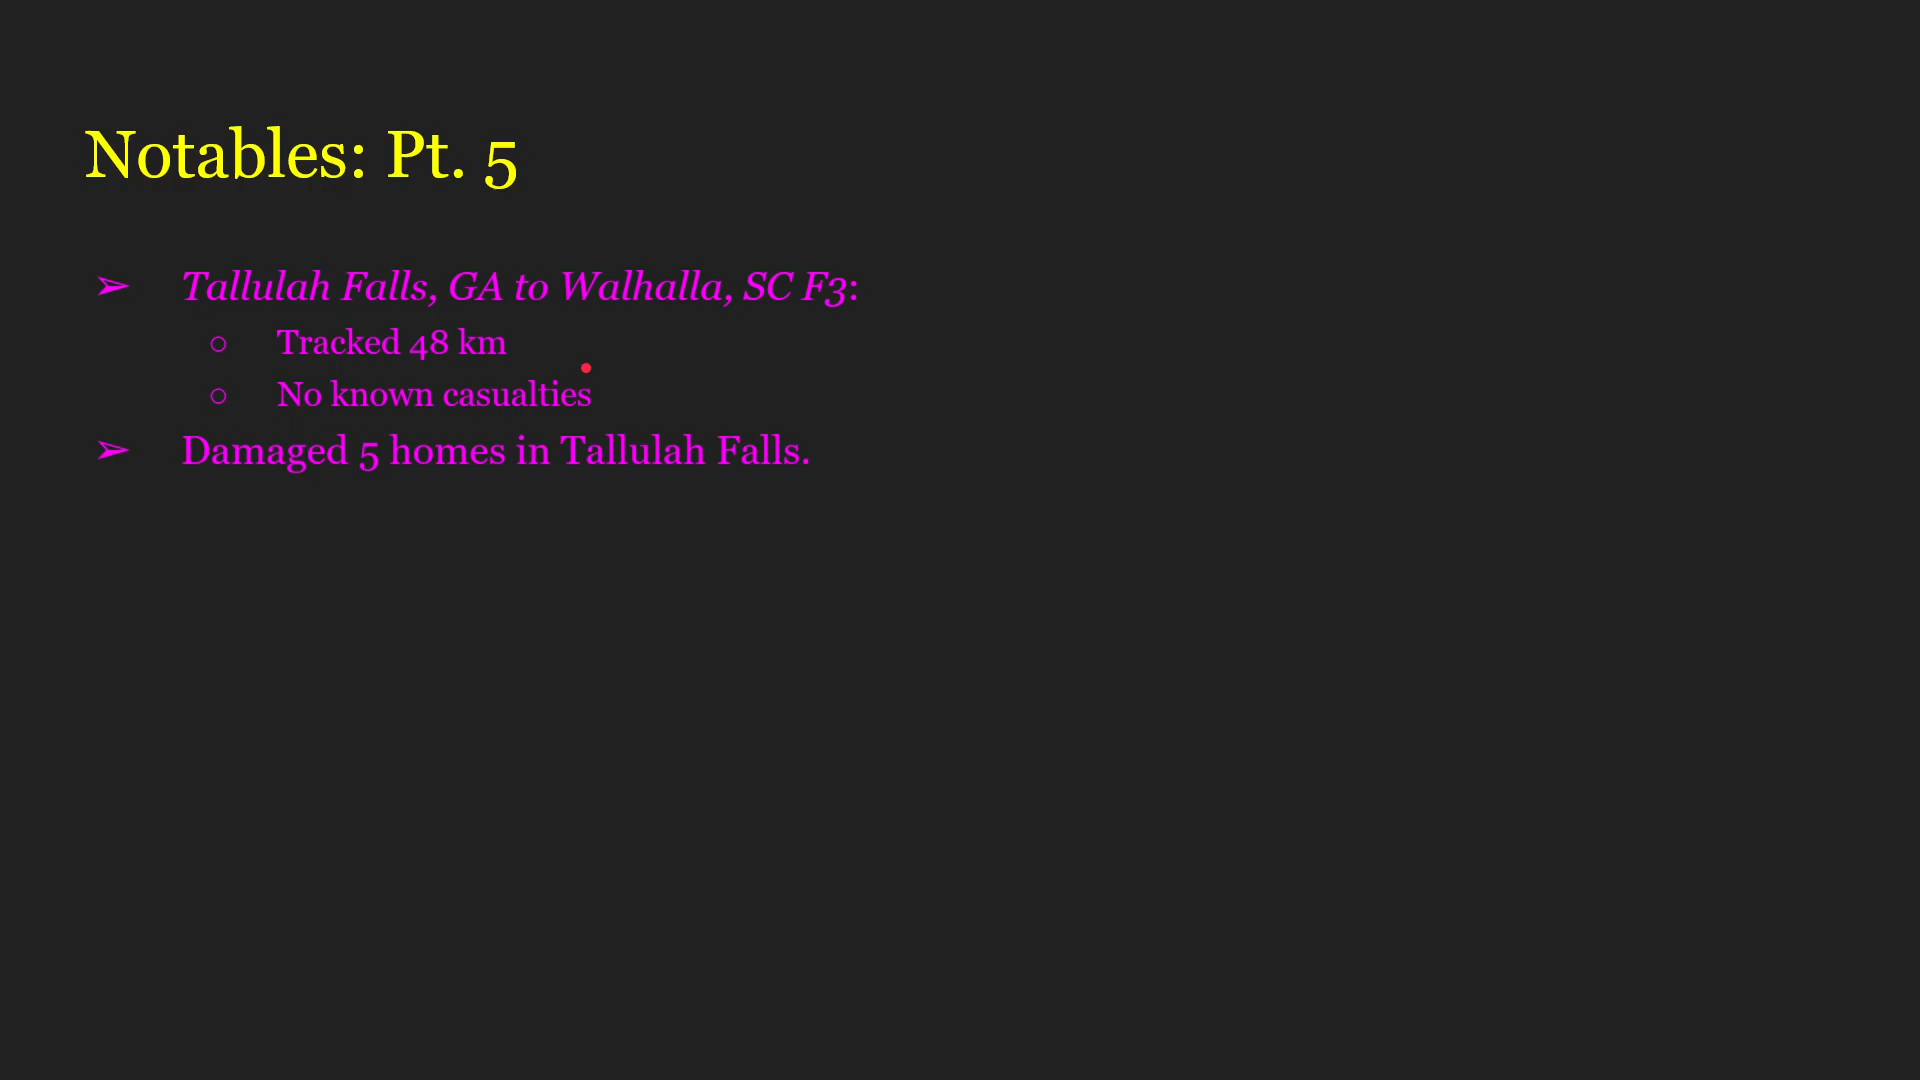 Notables: Pt. 5
➢ Tallulah Falls, GA to Walhalla, SC F3:
○ Tracked 48 km
○ No known casualties
➢ Damaged 5 homes in Tallulah Falls.